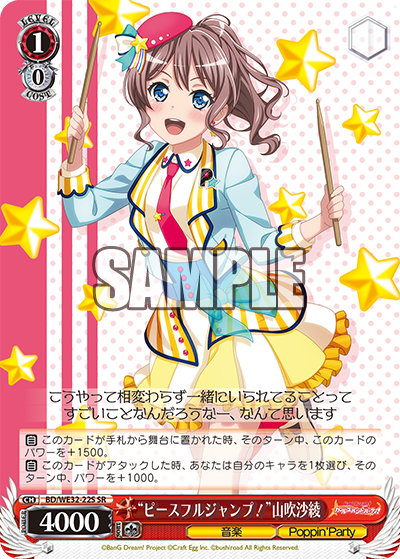 LEVEL
1
0
COST
SAMPLE
こうやって相変わらず一緒にいられてることって
すごいことなんだろうなー、なんて思います
自 このカードが手札から舞台に置かれた時、そのターン中、このカードの
パワーを+1500。
自 このカードがアタックした時、あなたは自分のキャラを1枚選び、そのター
ン中、パワーを+1000。
CH BD/WE32-22S SR
4000
“ピースフルジャンプ!”山吹沙綾
音楽
Poppin'Party
©BanG Dream! Project ©Craft Egg Inc. ©bushiroad All Rights Reserved.